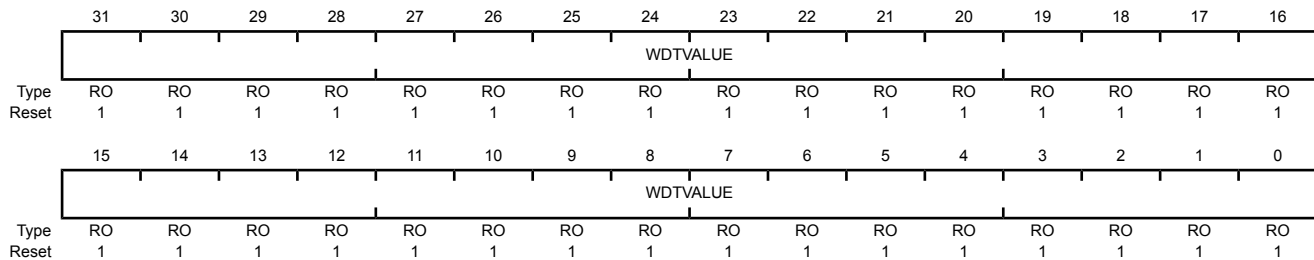 31 30 29 28 27 26 25 24 23 22 21 20 19 18 17 16
WDTVALUE
Type RO RO RO RO RO RO RO RO RO RO RO RO RO RO RO RO
Reset 1 1 1 1 1 1 1 1 1 1 1 1 1 1 1 1
15 14 13 12 11 10 9 8 7 6 5 4 3 2 1 0
WDTVALUE
Type RO RO RO RO RO RO RO RO RO RO RO RO RO RO RO RO
Reset 1 1 1 1 1 1 1 1 1 1 1 1 1 1 1 1